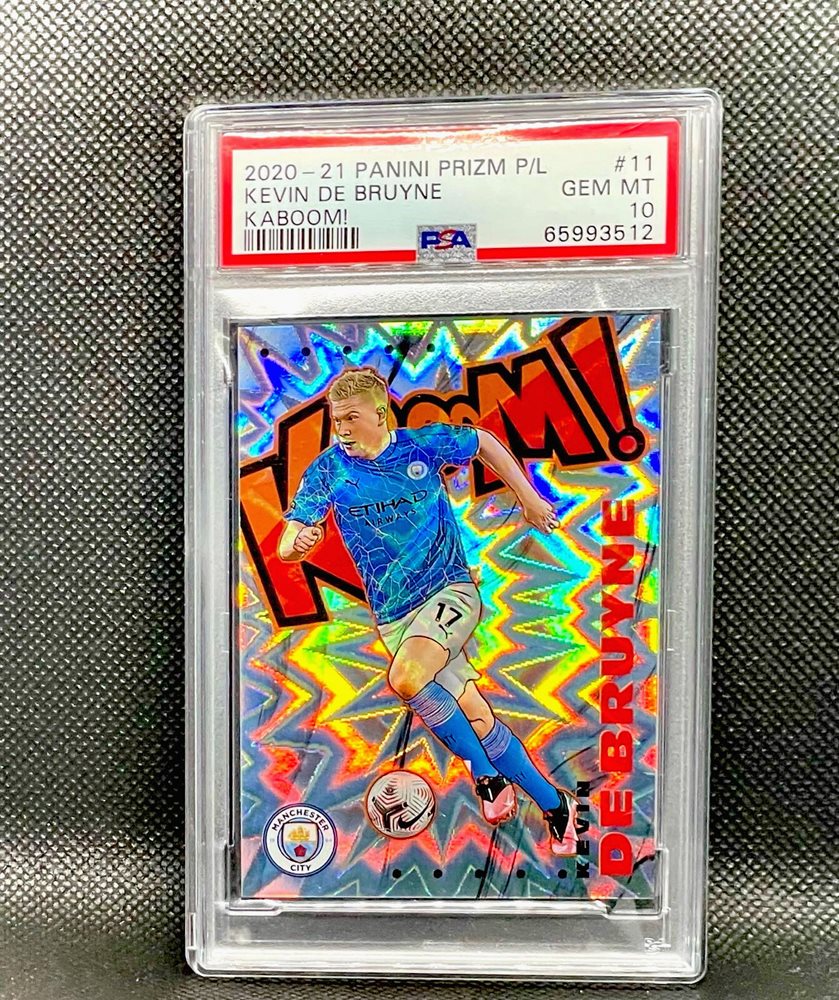 2020-21 PANINI PRIZM P/L #11
KEVIN DE BRUYNE GEM MT
KABOOM! 10
PSA 65993512
KABOOM!
ETIHAD
AIRWAYS
17
MANCHESTER
CITY
KEVIN
DE BRUYNE